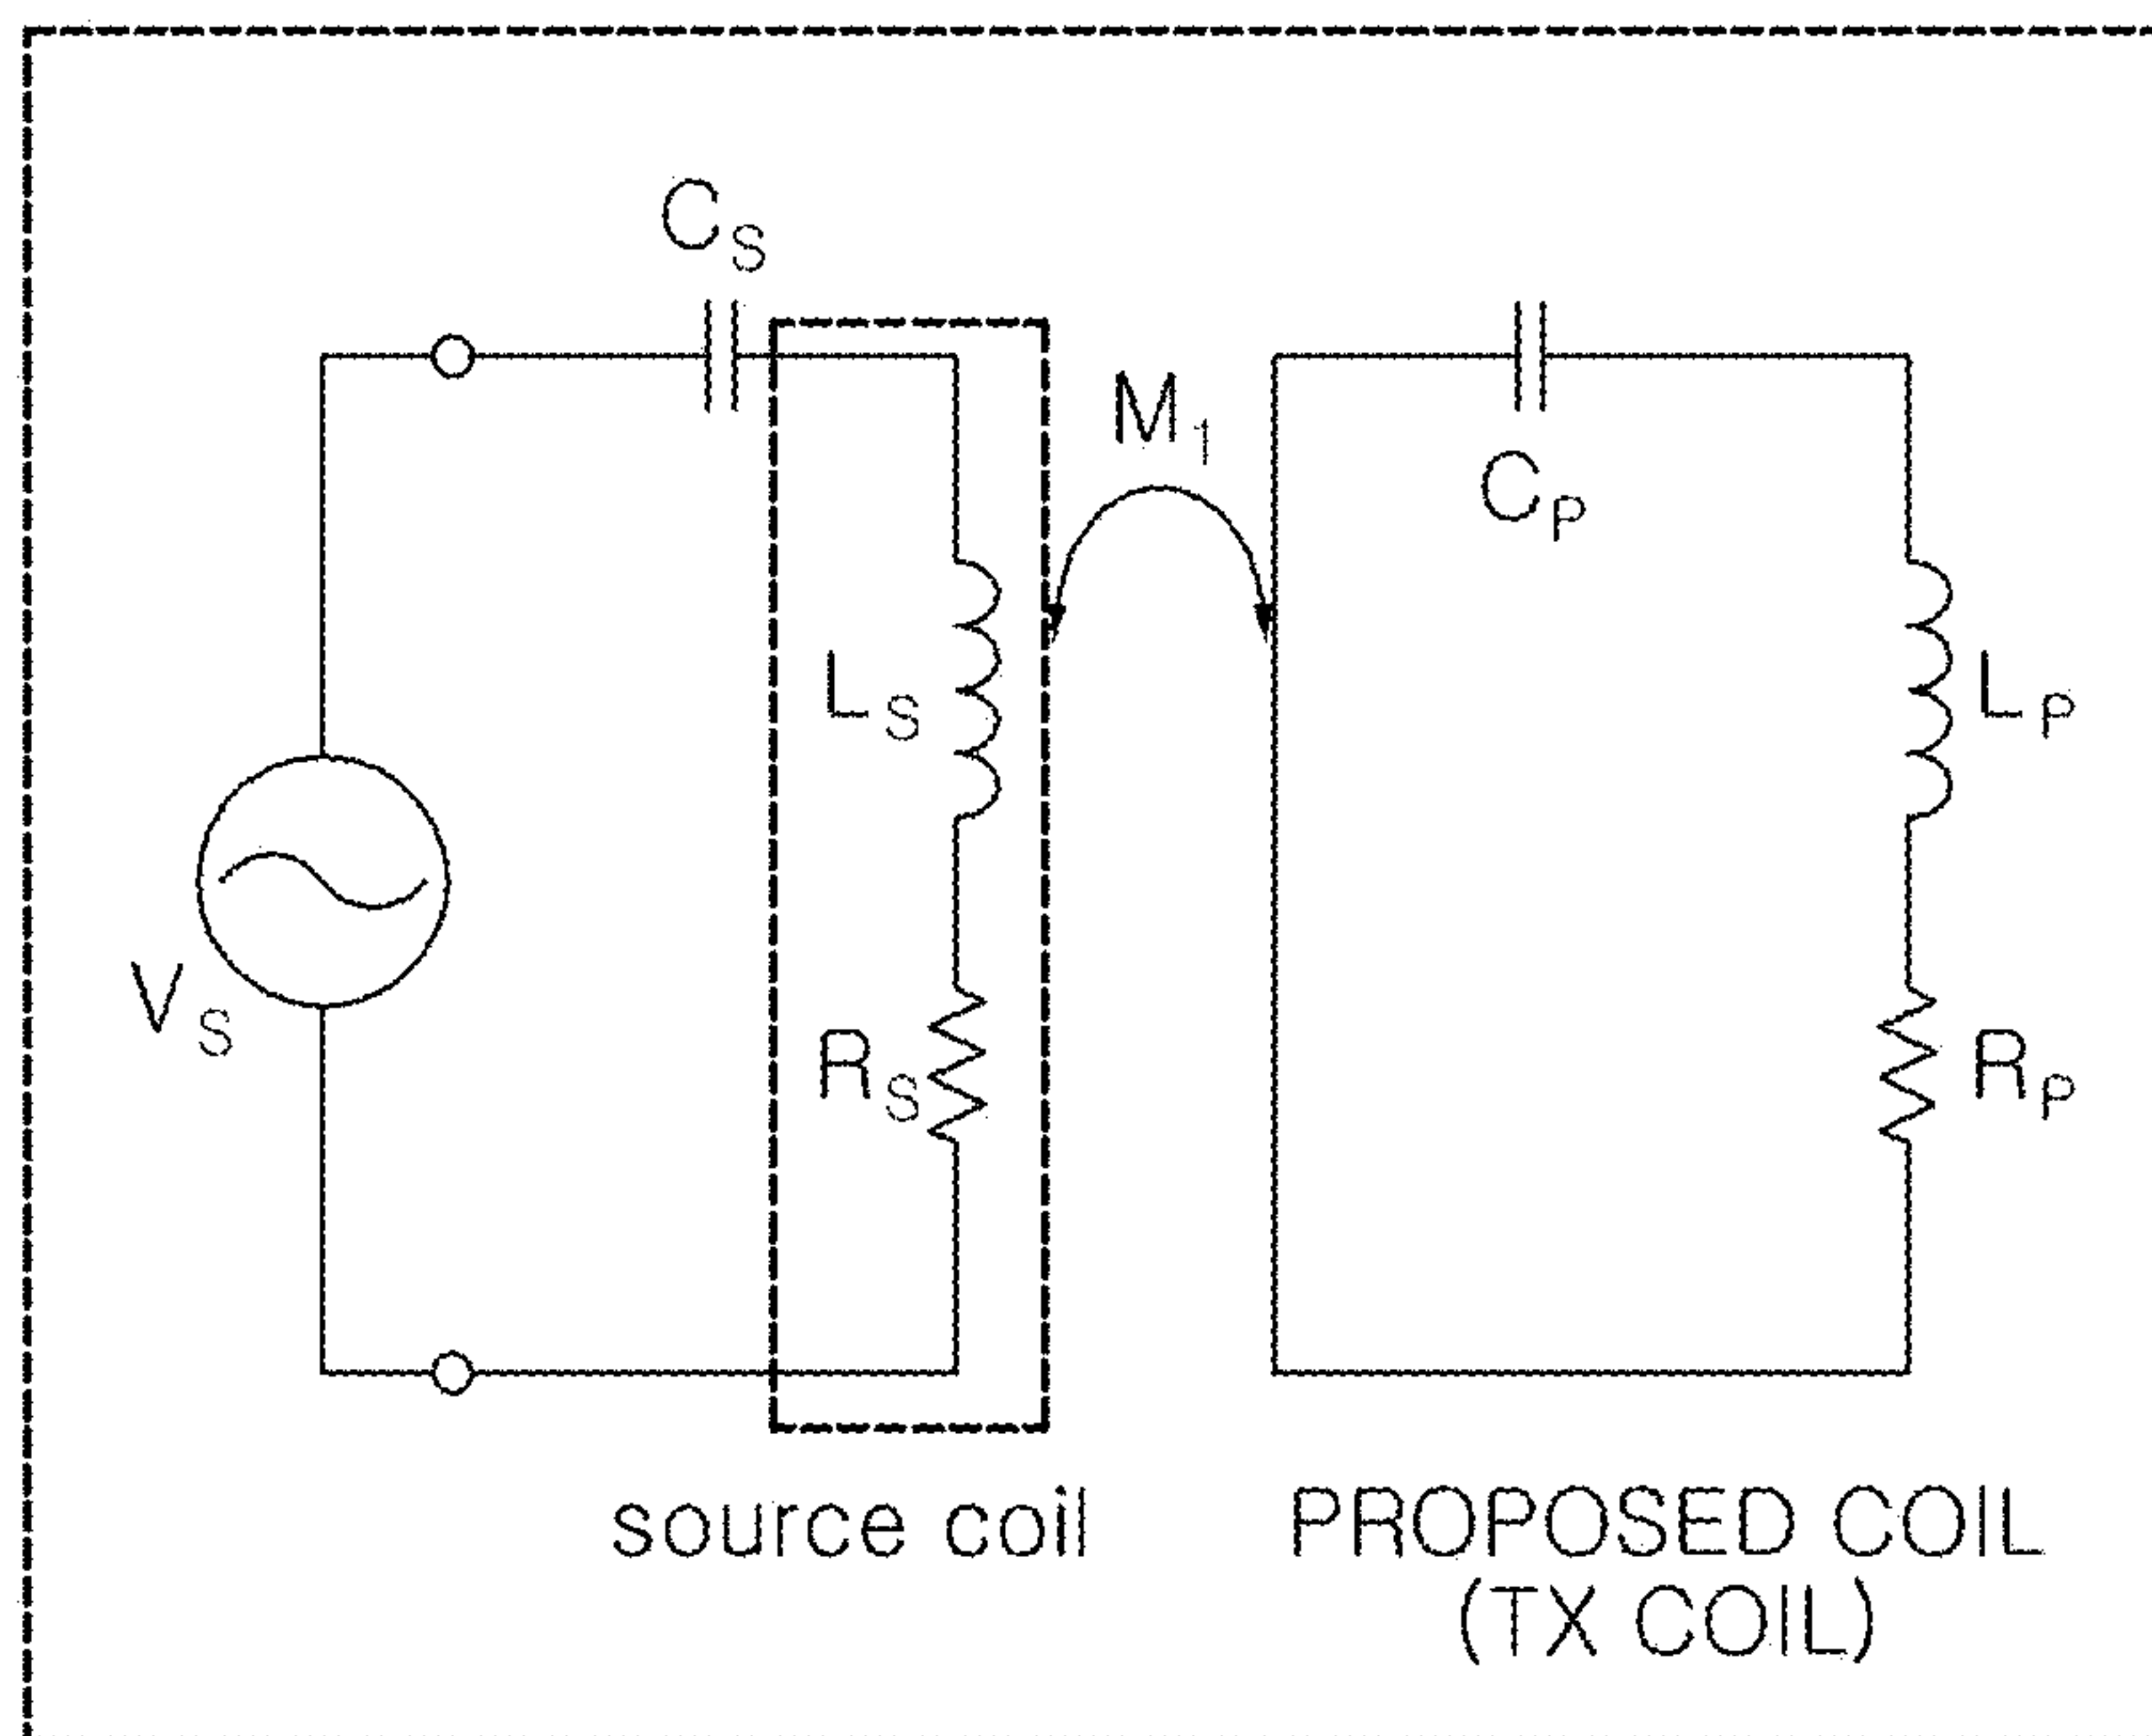 C_S
M_1
C_P
L_S
L_P
V_S
R_S
R_P
source coil
PROPOSED COIL
(TX COIL)